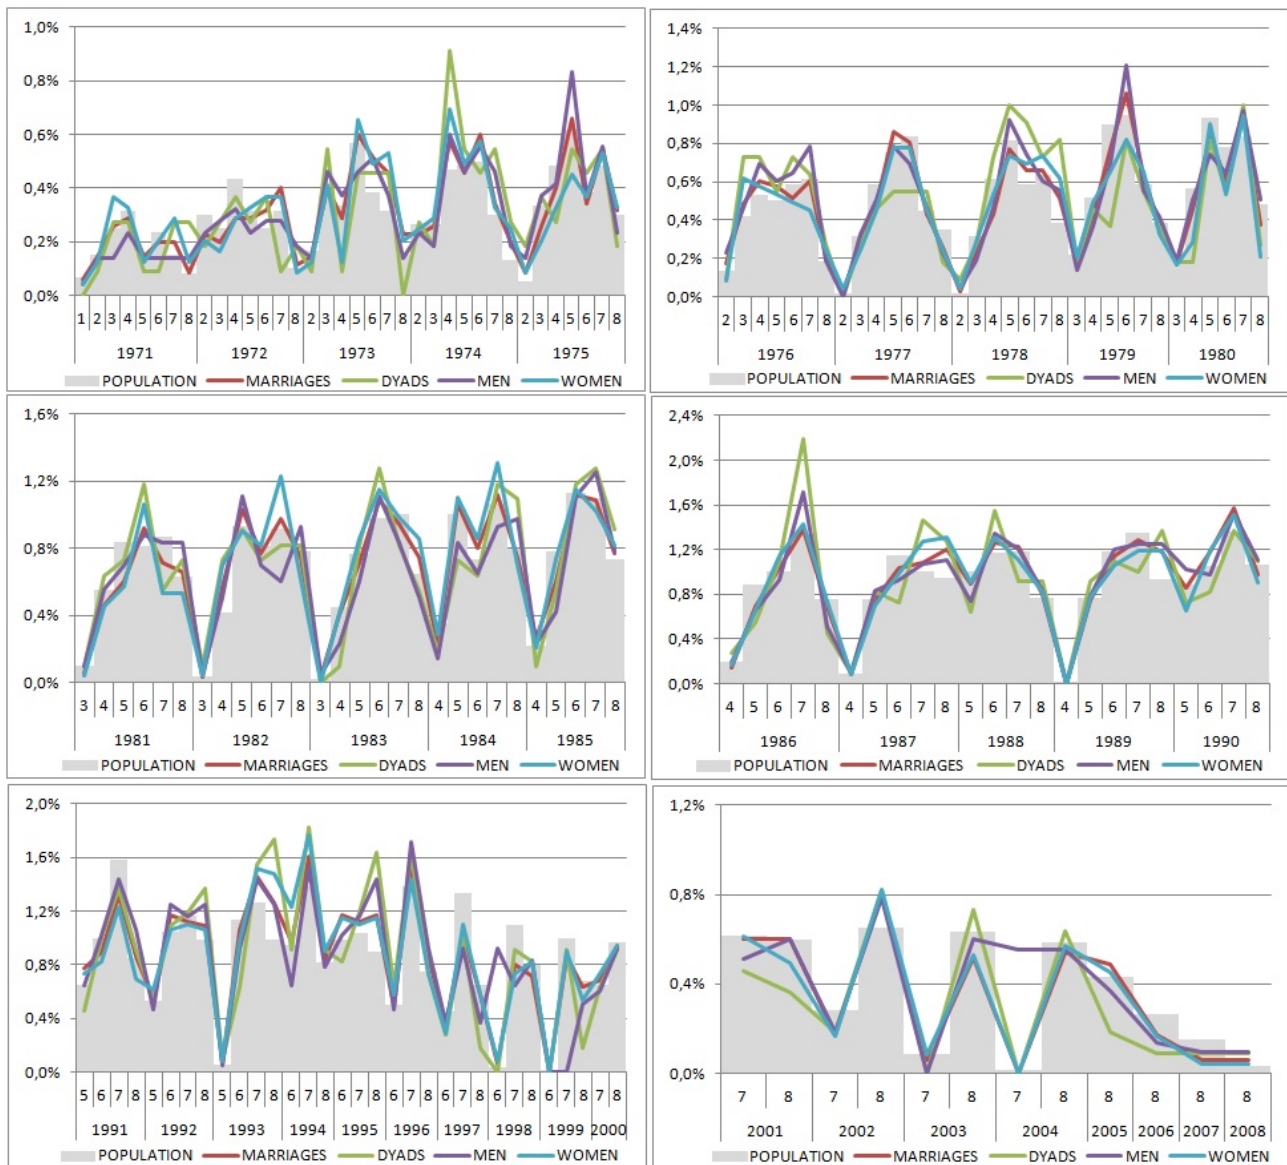 1,0%
0,8%
0,6%
0,4%
0,2%
0,0%
1 2 3 4 5 6 7 8 2 3 4 5 6 7 8 2 3 4 5 6 7 8 2 3 4 5 6 7 8 2 3 4 5 6 7 8
1971 1972 1973 1974 1975
POPULATION MARRIAGES DYADS MEN WOMEN
1,4%
1,2%
1,0%
0,8%
0,6%
0,4%
0,2%
0,0%
2 3 4 5 6 7 8 2 3 4 5 6 7 8 2 3 4 5 6 7 8 3 4 5 6 7 8 3 4 5 6 7 8
1976 1977 1978 1979 1980
POPULATION MARRIAGES DYADS MEN WOMEN
1,6%
1,2%
0,8%
0,4%
0,0%
3 4 5 6 7 8 3 4 5 6 7 8 3 4 5 6 7 8 4 5 6 7 8 4 5 6 7 8
1981 1982 1983 1984 1985
POPULATION MARRIAGES DYADS MEN WOMEN
2,4%
2,0%
1,6%
1,2%
0,8%
0,4%
0,0%
4 5 6 7 8 4 5 6 7 8 5 6 7 8 4 5 6 7 8 5 6 7 8
1986 1987 1988 1989 1990
POPULATION MARRIAGES DYADS MEN WOMEN
2,0%
1,6%
1,2%
0,8%
0,4%
0,0%
5 6 7 8 5 6 7 8 5 6 7 8 6 7 8 6 7 8 6 7 8 6 7 8 6 7 8 6 7 8 7 8
1991 1992 1993 1994 1995 1996 1997 1998 1999 2000
POPULATION MARRIAGES DYADS MEN WOMEN
1,2%
0,8%
0,4%
0,0%
7 8 7 8 7 8 7 8 8 8 8 8
2001 2002 2003 2004 2005 2006 2007 2008
POPULATION MARRIAGES DYADS MEN WOMEN